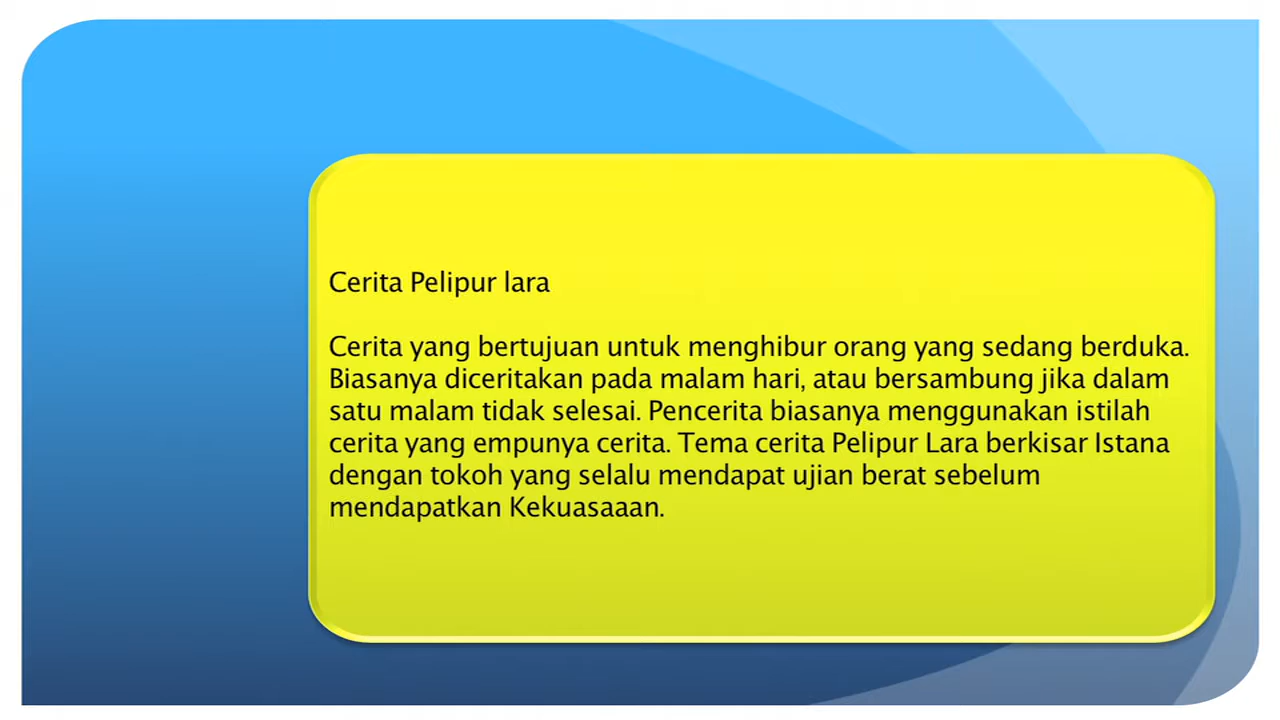 Cerita Pelipur lara
Cerita yang bertujuan untuk menghibur orang yang sedang berduka.
Biasanya diceritakan pada malam hari, atau bersambung jika dalam
satu malam tidak selesai. Pencerita biasanya menggunakan istilah
cerita yang empunya cerita. Tema cerita Pelipur Lara berkisar Istana
dengan tokoh yang selalu mendapat ujian berat sebelum
mendapatkan Kekuasaaan.